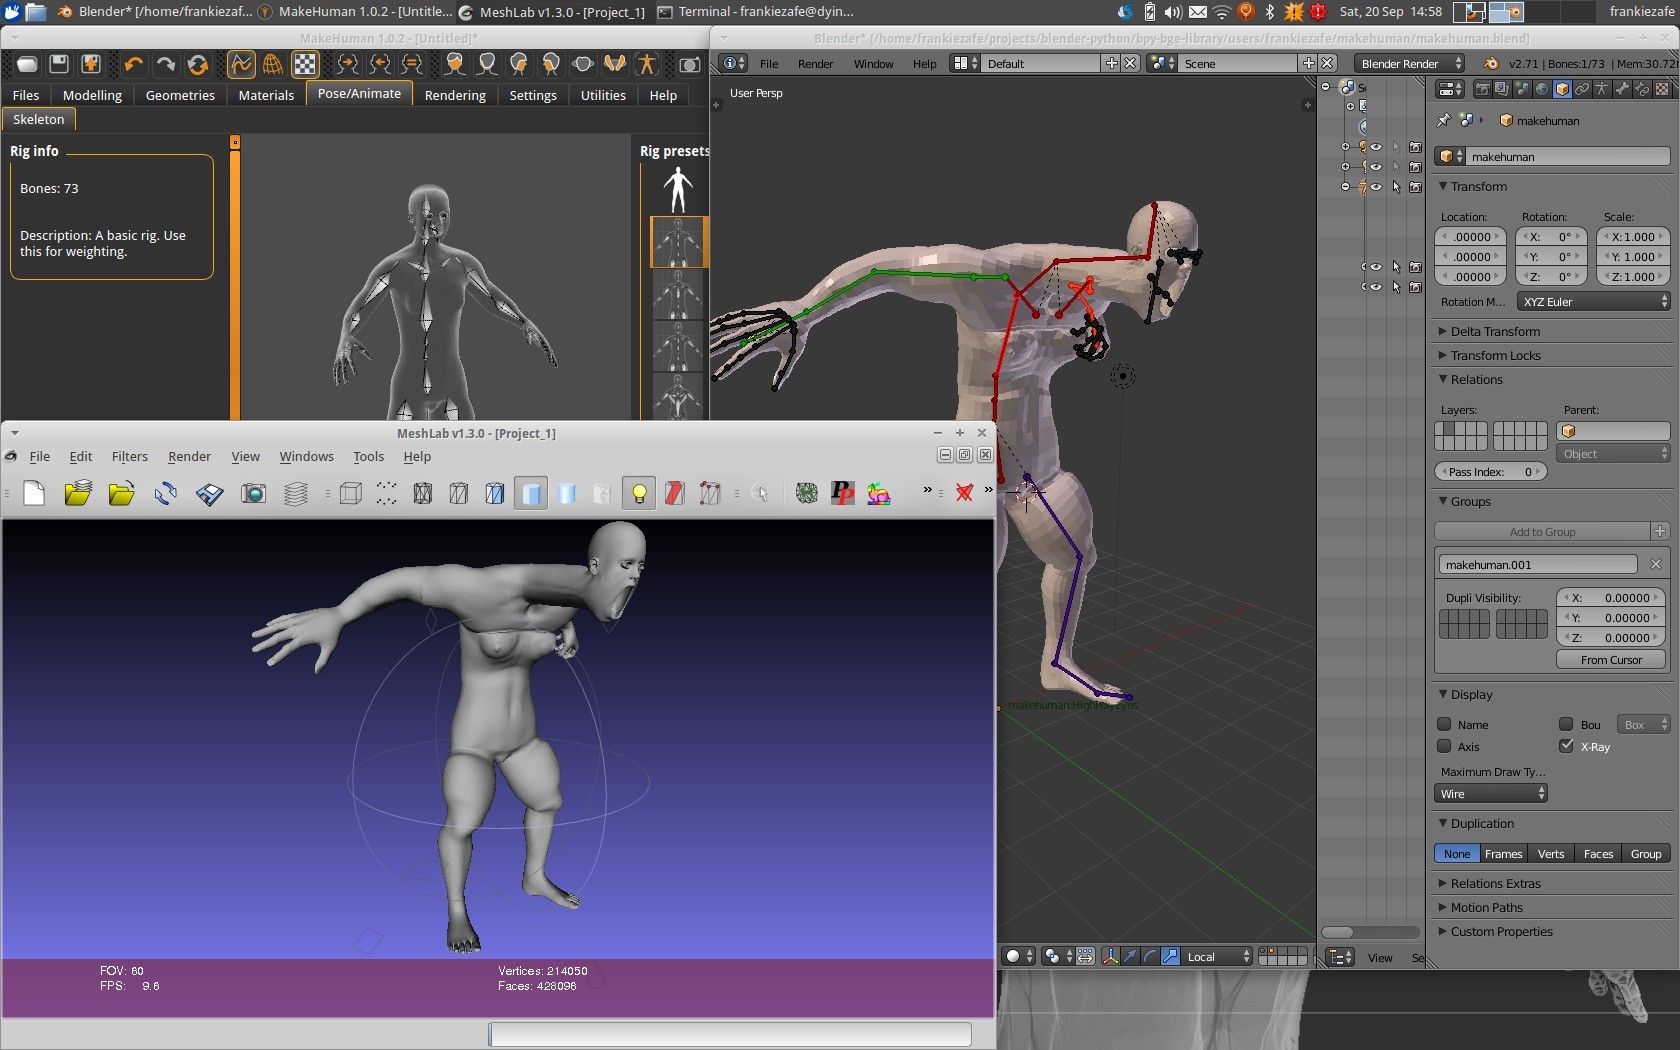 Blender* [/home/frankiezaf...
MakeHuman 1.0.2 - [Untitle...
MeshLab v1.3.0 - [Project_1]
Terminal - frankiezafe@dyin...
Sat, 20 Sep 14:58
frankiezafe
MakeHuman 1.0.2 - [Untitled]*
Blender* [/home/frankiezafe/projects/blender-python/bpy-bge-library/users/frankiezafe/makehuman/makehuman.blend]
File Render Window Help
Default
Scene
Blender Render
v2.71 | Bones:1/73 | Mem:30.72
Files Modelling Geometries Materials Pose/Animate Rendering Settings Utilities Help
Skeleton
Rig info
Bones: 73
Description: A basic rig. Use
this for weighting.
Rig presets
User Persp
makehuman:HighPolyEyes
Local
View
Se
makehuman
makehuman
Transform
Location: Rotation: Scale:
.00000 X: 0° X: 1.000
.00000 Y: 0° Y: 1.000
.00000 Z: 0° Z: 1.000
Rotation M... XYZ Euler
Delta Transform
Transform Locks
Relations
Layers: Parent:
Object
Pass Index: 0
Groups
Add to Group
makehuman.001
Dupli Visibility: X: 0.00000
Y: 0.00000
Z: 0.00000
From Cursor
Display
Name Bou Box
Axis X-Ray
Maximum Draw Ty...
Wire
Duplication
None Frames Verts Faces Group
Relations Extras
Motion Paths
Custom Properties
MeshLab v1.3.0 - [Project_1]
File Edit Filters Render View Windows Tools Help
FOV: 60
FPS: 9.6
Vertices: 214050
Faces: 428096